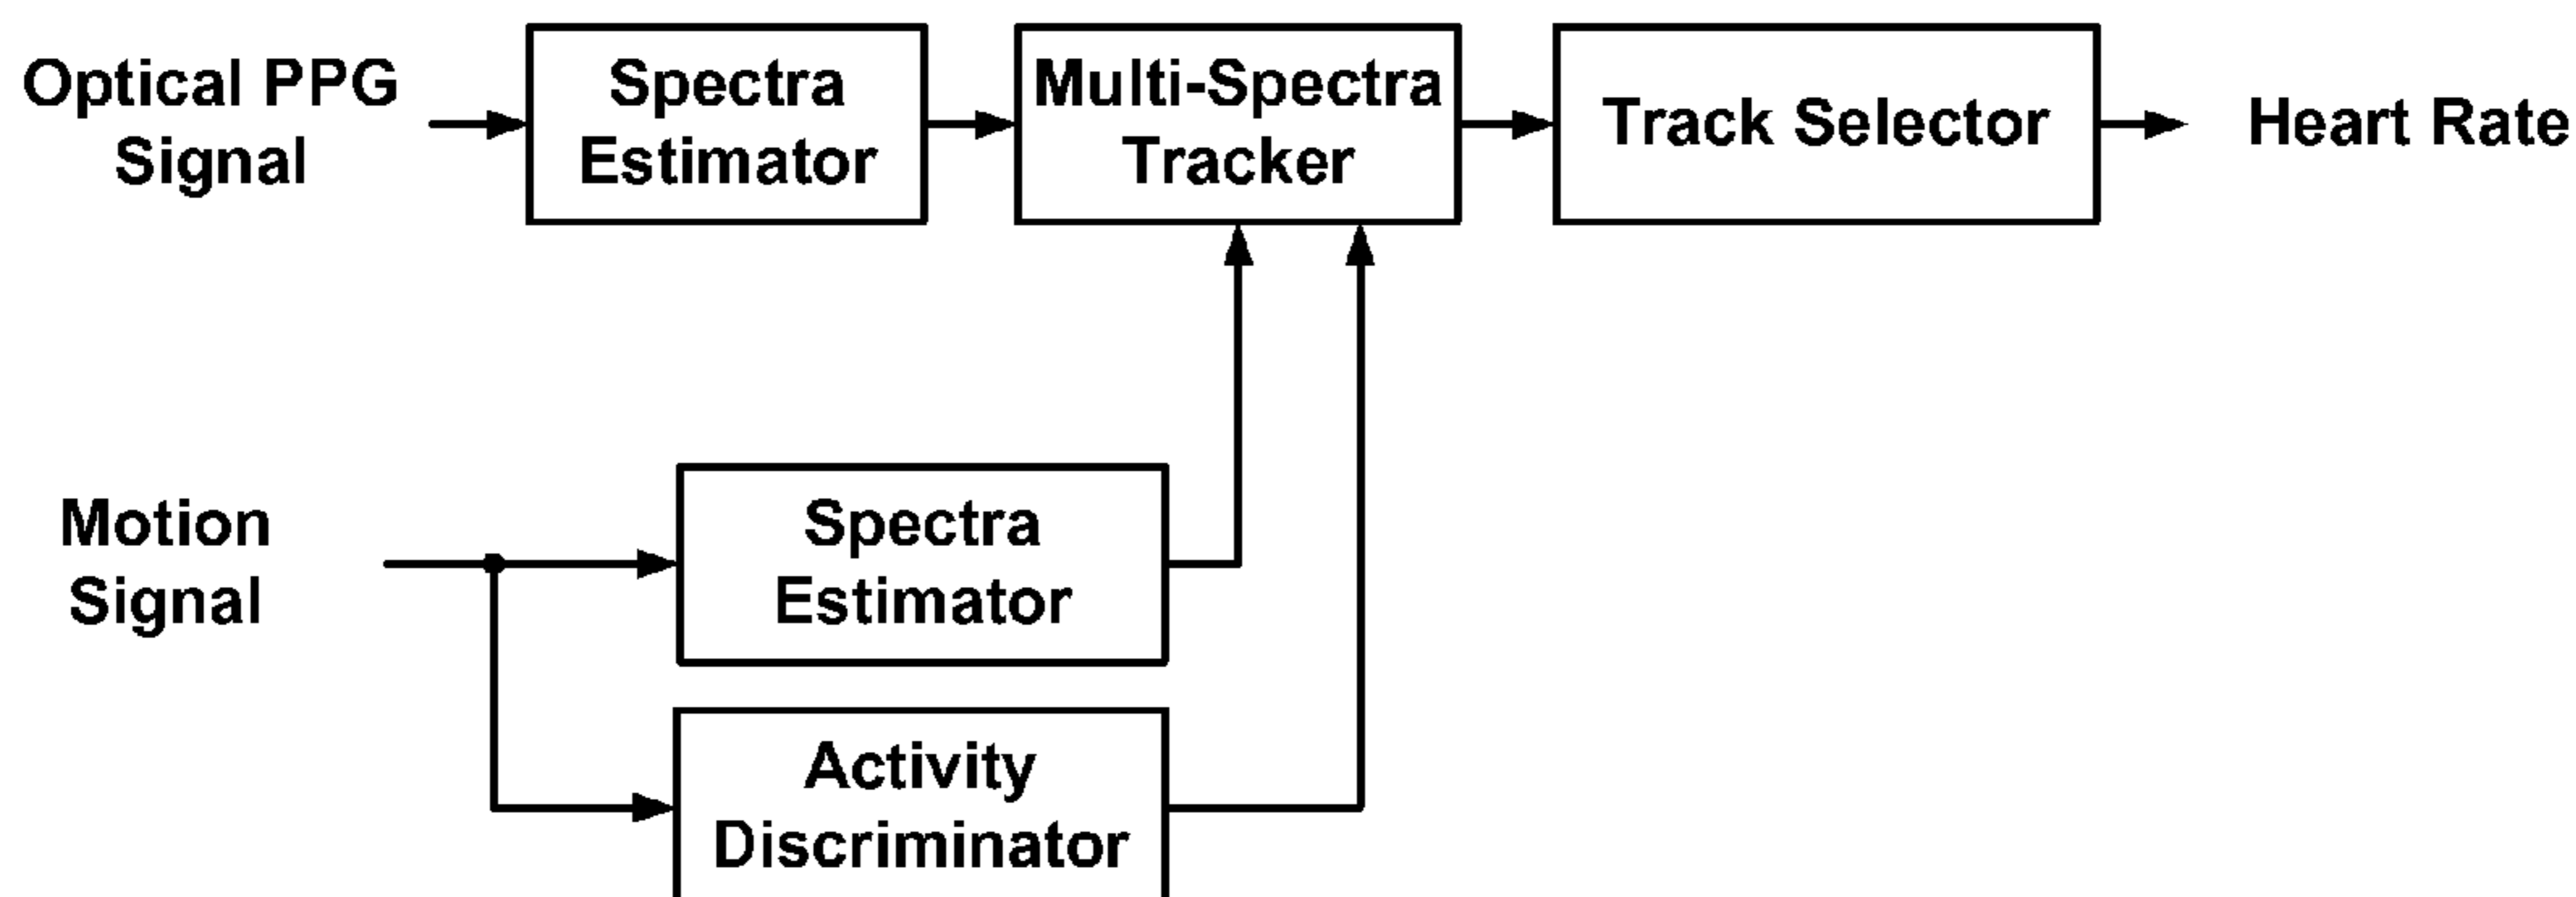 Optical PPG
Signal
Spectra
Estimator
Multi-Spectra
Tracker
Track Selector
Heart Rate
Motion
Signal
Spectra
Estimator
Activity
Discriminator